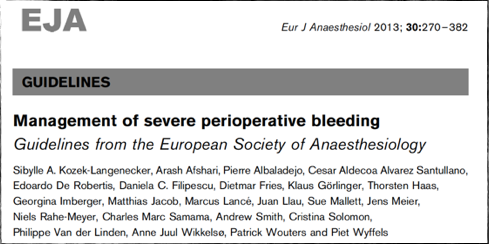 EJA
Eur J Anaesthesiol 2013; 30:270–382
GUIDELINES
Management of severe perioperative bleeding
Guidelines from the European Society of Anaesthesiology
Sibylle A. Kozek-Langenecker, Arash Afshari, Pierre Albaladejo, Cesar Aldecoa Alvarez Santullano,
Edoardo De Robertis, Daniela C. Filipescu, Dietmar Fries, Klaus Görlinger, Thorsten Haas,
Georgina Imberger, Matthias Jacob, Marcus Lancé, Juan Llau, Sue Mallett, Jens Meier,
Niels Rahe-Meyer, Charles Marc Samama, Andrew Smith, Cristina Solomon,
Philippe Van der Linden, Anne Juul Wikkelsø, Patrick Wouters and Piet Wyffels